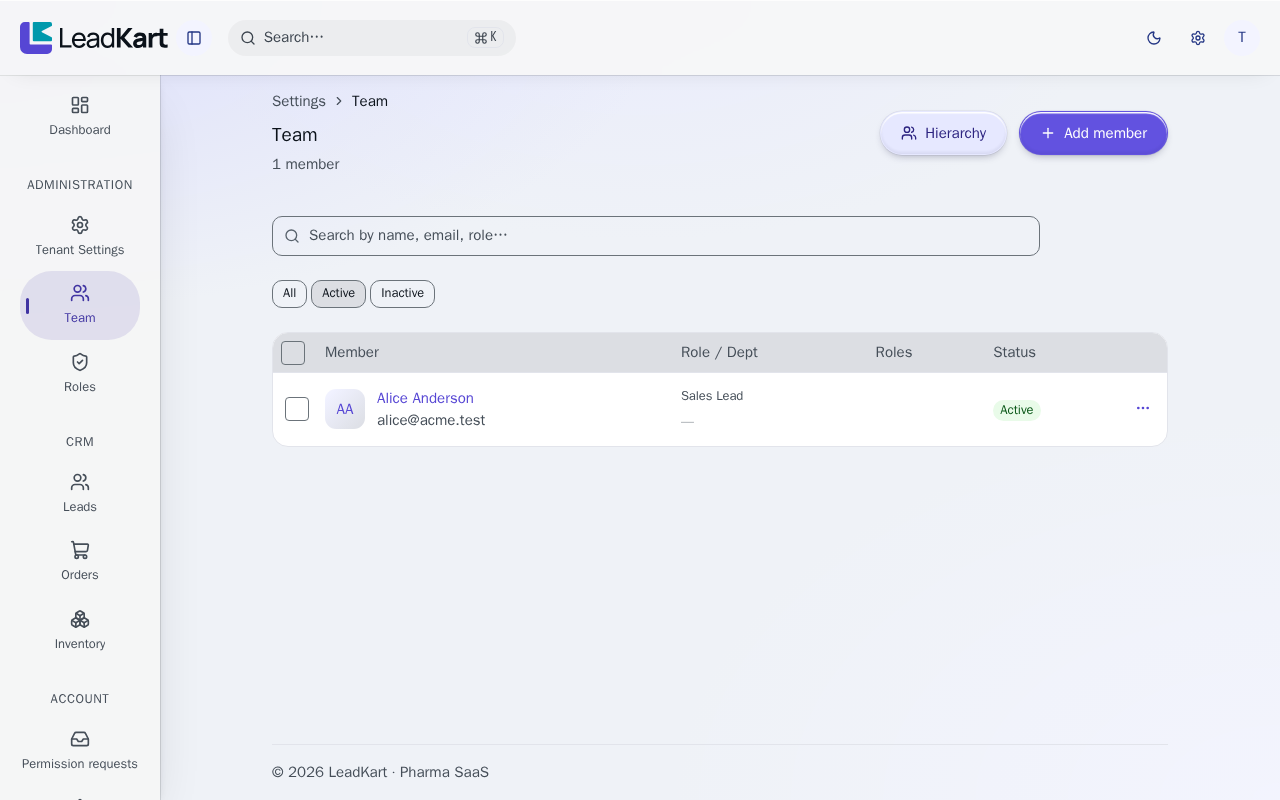 LeadKart
Search…
⌘ K
T
Dashboard
ADMINISTRATION
Tenant Settings
Team
Roles
CRM
Leads
Orders
Inventory
ACCOUNT
Permission requests
Settings > Team
Team
1 member
Hierarchy
+ Add member
Search by name, email, role…
All Active Inactive
Member Role / Dept Roles Status
AA Alice Anderson Sales Lead Active ...
alice@acme.test —
© 2026 LeadKart · Pharma SaaS